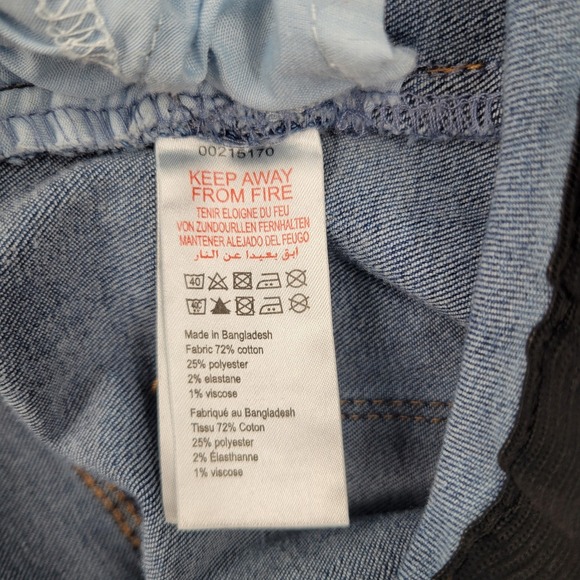 00215170
KEEP AWAY
FROM FIRE
TENIR ELOIGNE DU FEU
VON ZUNDOURLLEN FERNHALTEN
MANTENER ALEJADO DEL FEUGO
أبق بعيدا عن النار
40
Made in Bangladesh
Fabric 72% cotton
25% polyester
2% elastane
1% viscose
Fabriqué au Bangladesh
Tissu 72% Coton
25% polyester
2% Élasthanne
1% viscose